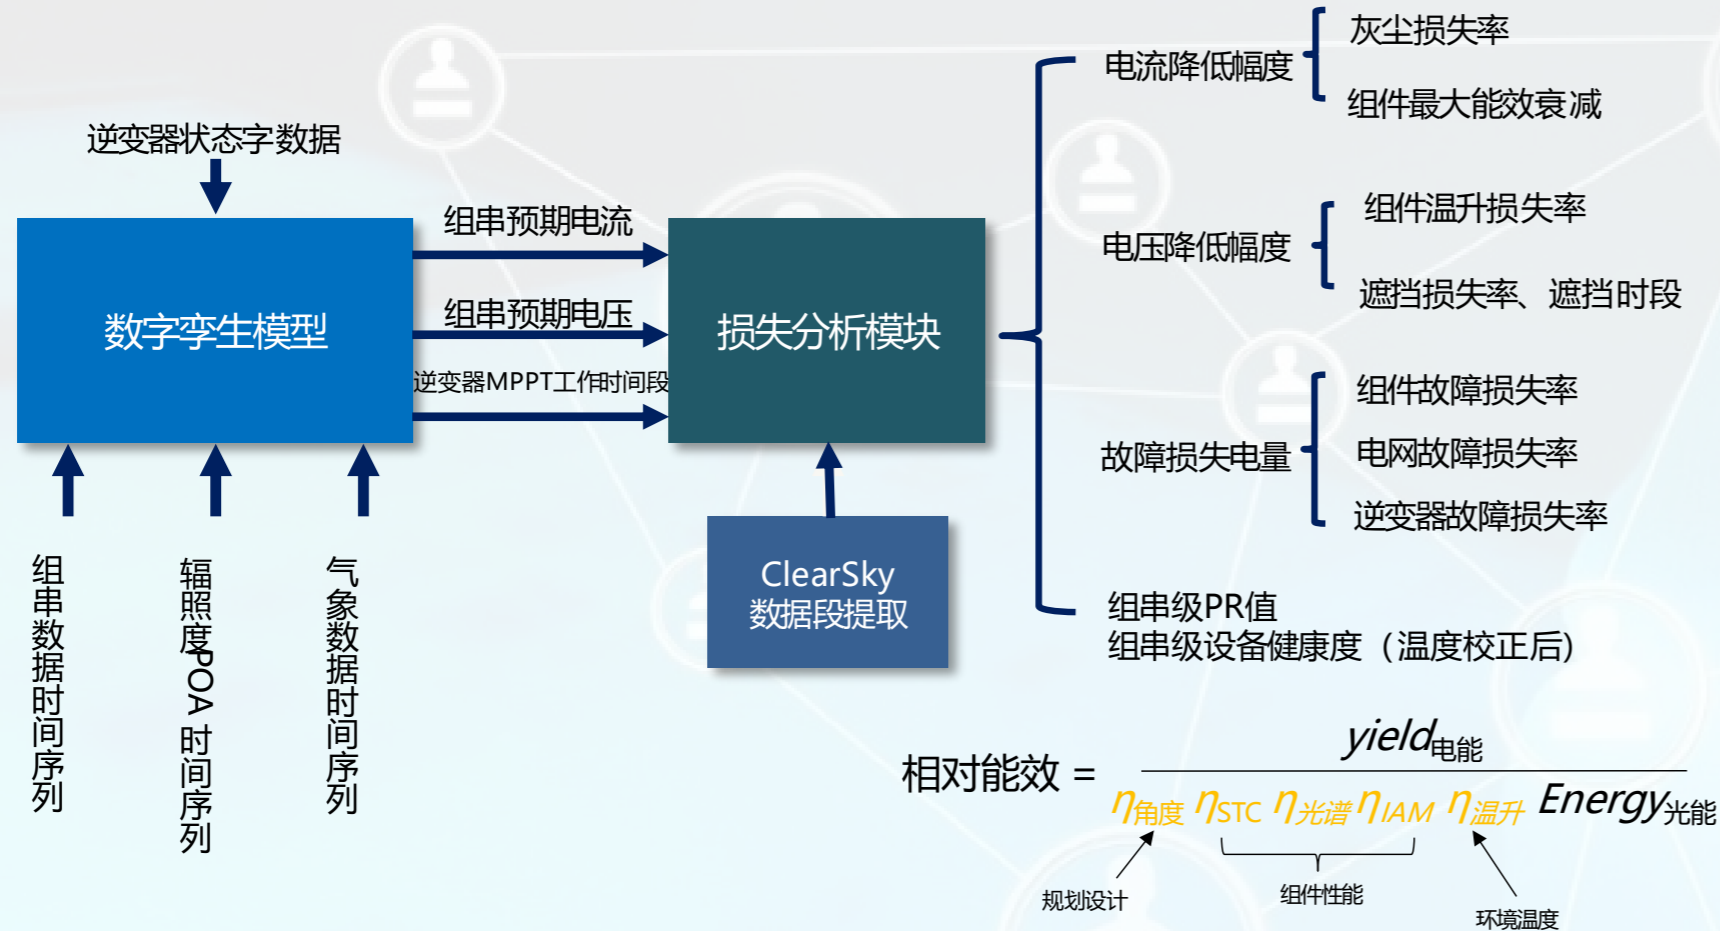 逆变器状态字数据
数字孪生模型
组串数据时间序列
辐照度POA 时间序列
气象数据时间序列
组串预期电流
组串预期电压
逆变器MPPT工作时间段
损失分析模块
ClearSky
数据段提取
电流降低幅度
灰尘损失率
组件最大能效衰减
电压降低幅度
组件温升损失率
遮挡损失率、遮挡时段
故障损失电量
组件故障损失率
电网故障损失率
逆变器故障损失率
组串级PR值
组串级设备健康度（温度校正后）
相对能效 =
yield电能
η角度 ηSTC η光谱 ηIAM η温升 Energy光能
规划设计
组件性能
环境温度